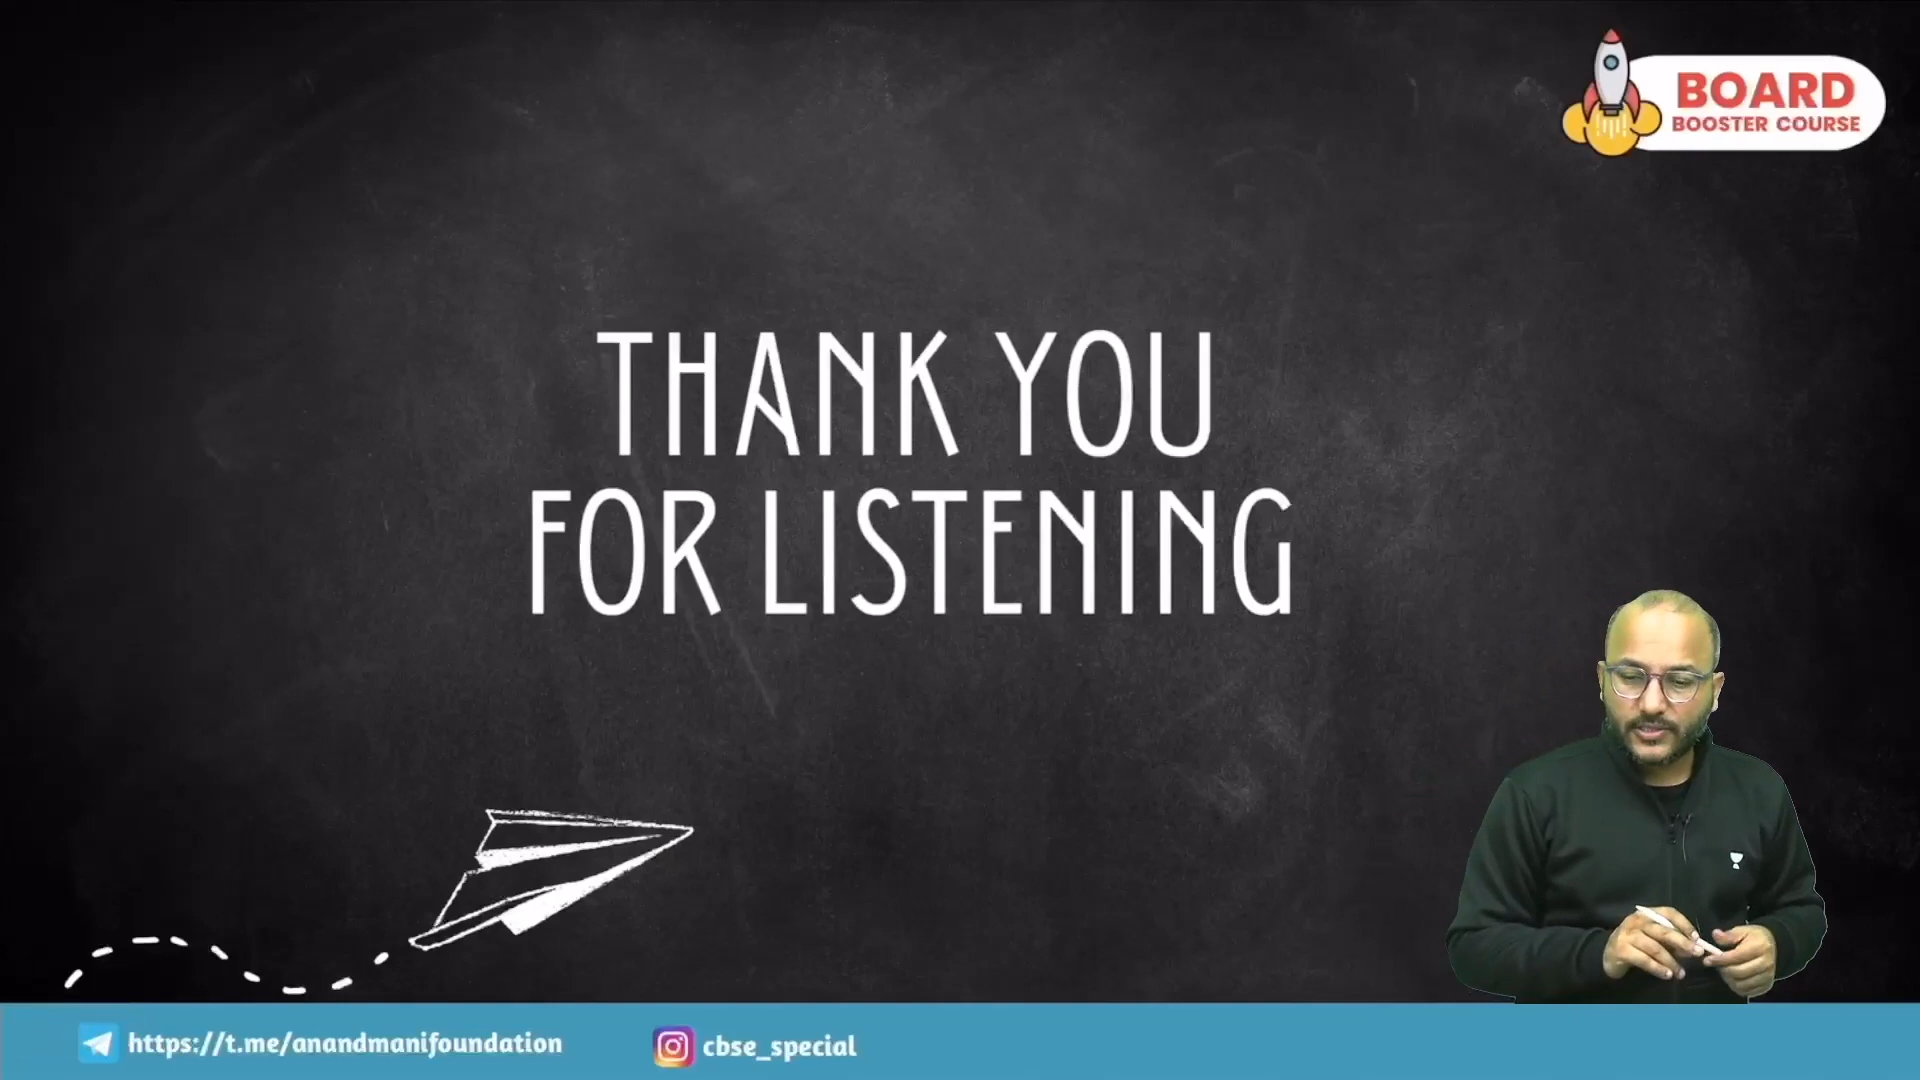 BOARD
BOOSTER COURSE
THANK YOU
FOR LISTENING
https://t.me/anandmanifoundation
cbse_special